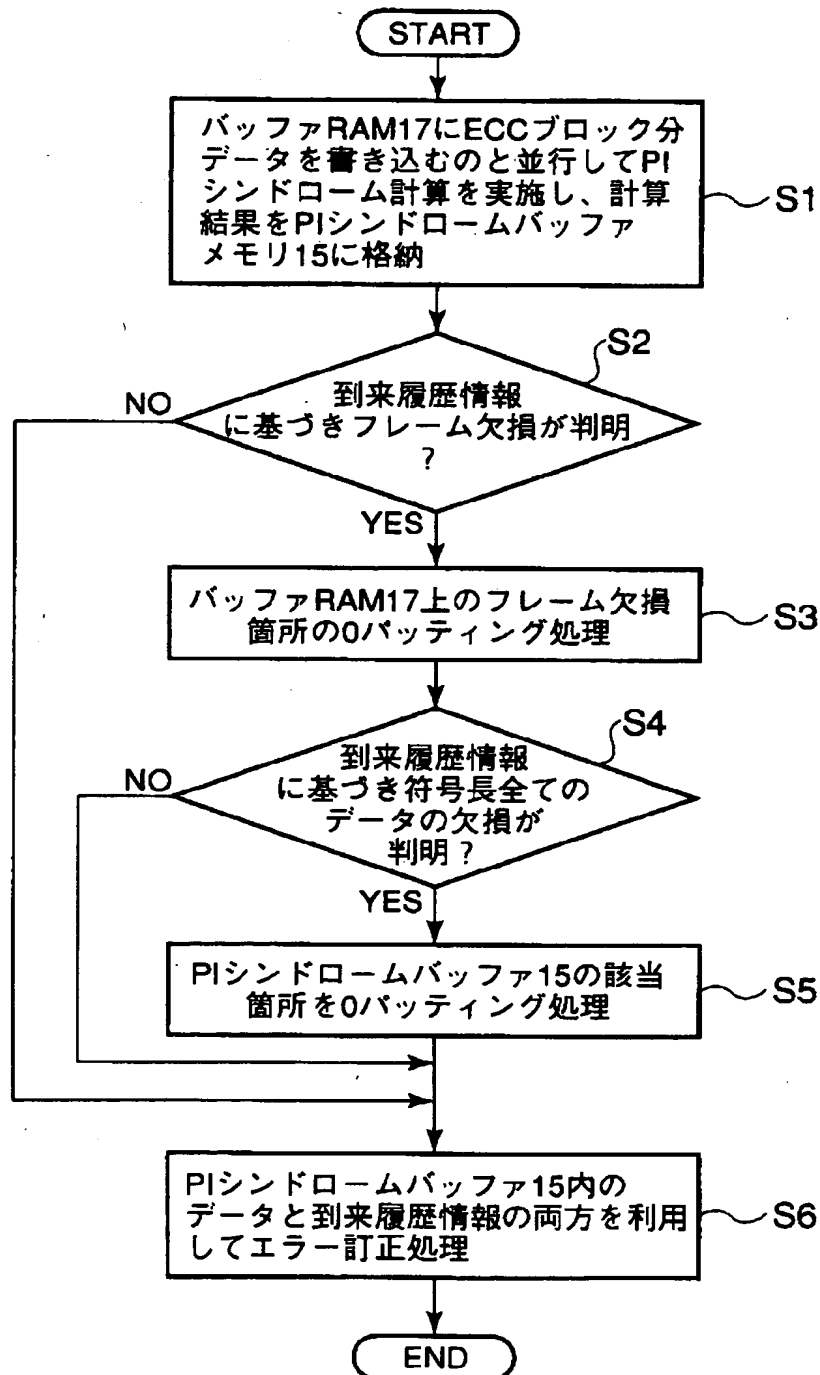 START
バッファRAM17にECCブロック分
データを書き込むのと並行してPI
シンドローム計算を実施し、計算
結果をPIシンドロームバッファ
メモリ15に格納
S1
S2
到来履歴情報
に基づきフレーム欠損が判明
?
NO
YES
バッファRAM17上のフレーム欠損
箇所の0パッティング処理
S3
S4
到来履歴情報
に基づき符号長全ての
データの欠損が
判明?
NO
YES
PIシンドロームバッファ15の該当
箇所を0パッティング処理
S5
PIシンドロームバッファ15内の
データと到来履歴情報の両方を利用
してエラー訂正処理
S6
END